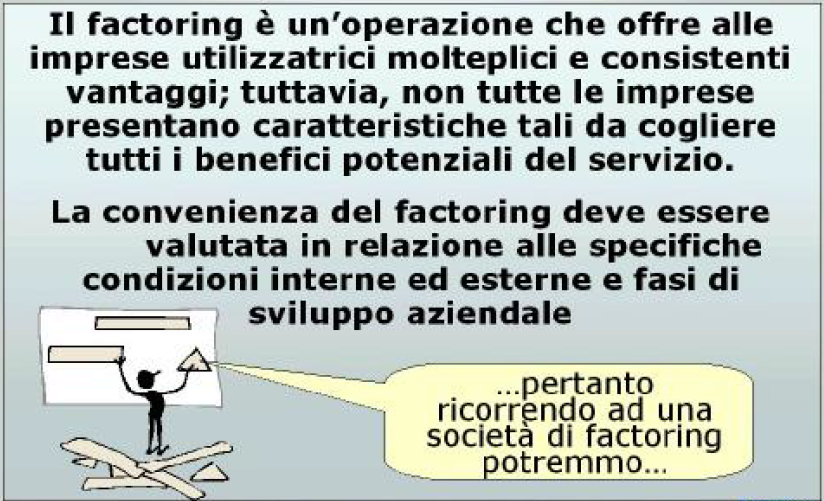 Il factoring è un'operazione che offre alle
imprese utilizzatrici molteplici e consistenti
vantaggi; tuttavia, non tutte le imprese
presentano caratteristiche tali da cogliere
tutti i benefici potenziali del servizio.
La convenienza del factoring deve essere
valutata in relazione alle specifiche
condizioni interne ed esterne e fasi di
sviluppo aziendale
...pertanto
ricorrendo ad una
società di factoring
potremmo...